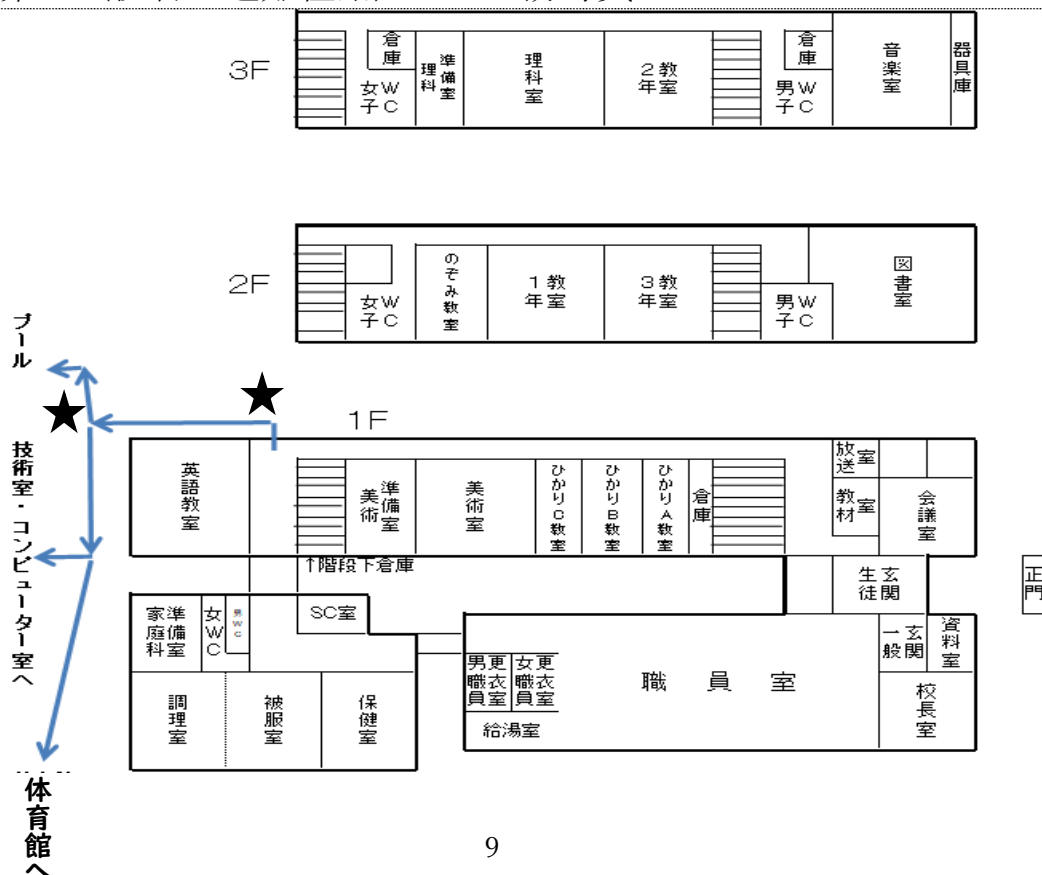 3F
倉庫
女子WC
理科準備室
理科室
2年教室
倉庫
男子WC
音楽室
器具庫
2F
女子WC
のぞみ教室
1年教室
3年教室
男子WC
図書室
プール
★
★
1F
技術室・コンピューター室へ
英語教室
美術準備室
美術室
ひかりC教室
ひかりB教室
ひかりA教室
倉庫
放送室
教材室
会議室
↑階段下倉庫
生徒玄関
正門
家庭科準備室
女WC
男WC
SC室
男職員更衣室
女職員更衣室
職員室
一般玄関
資料室
調理室
被服室
保健室
給湯室
校長室
体育館へ
9